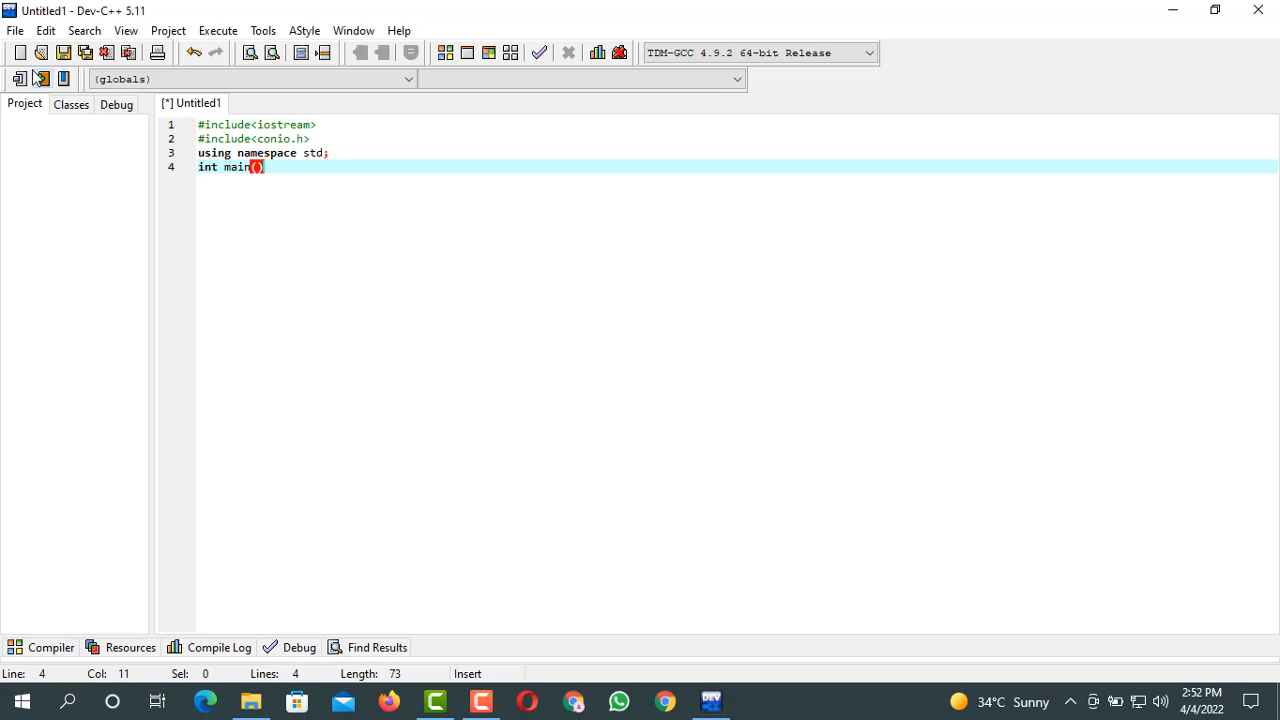 Untitled1 - Dev-C++ 5.11
File Edit Search View Project Execute Tools AStyle Window Help
TDM-GCC 4.9.2 64-bit Release
(globals)
Project Classes Debug [*] Untitled1
1 #include<iostream>
2 #include<conio.h>
3 using namespace std;
4 int main()
Compiler Resources Compile Log Debug Find Results
Line: 4 Col: 11 Sel: 0 Lines: 4 Length: 73 Insert
DEV
34°C Sunny
2:52 PM
4/4/2022